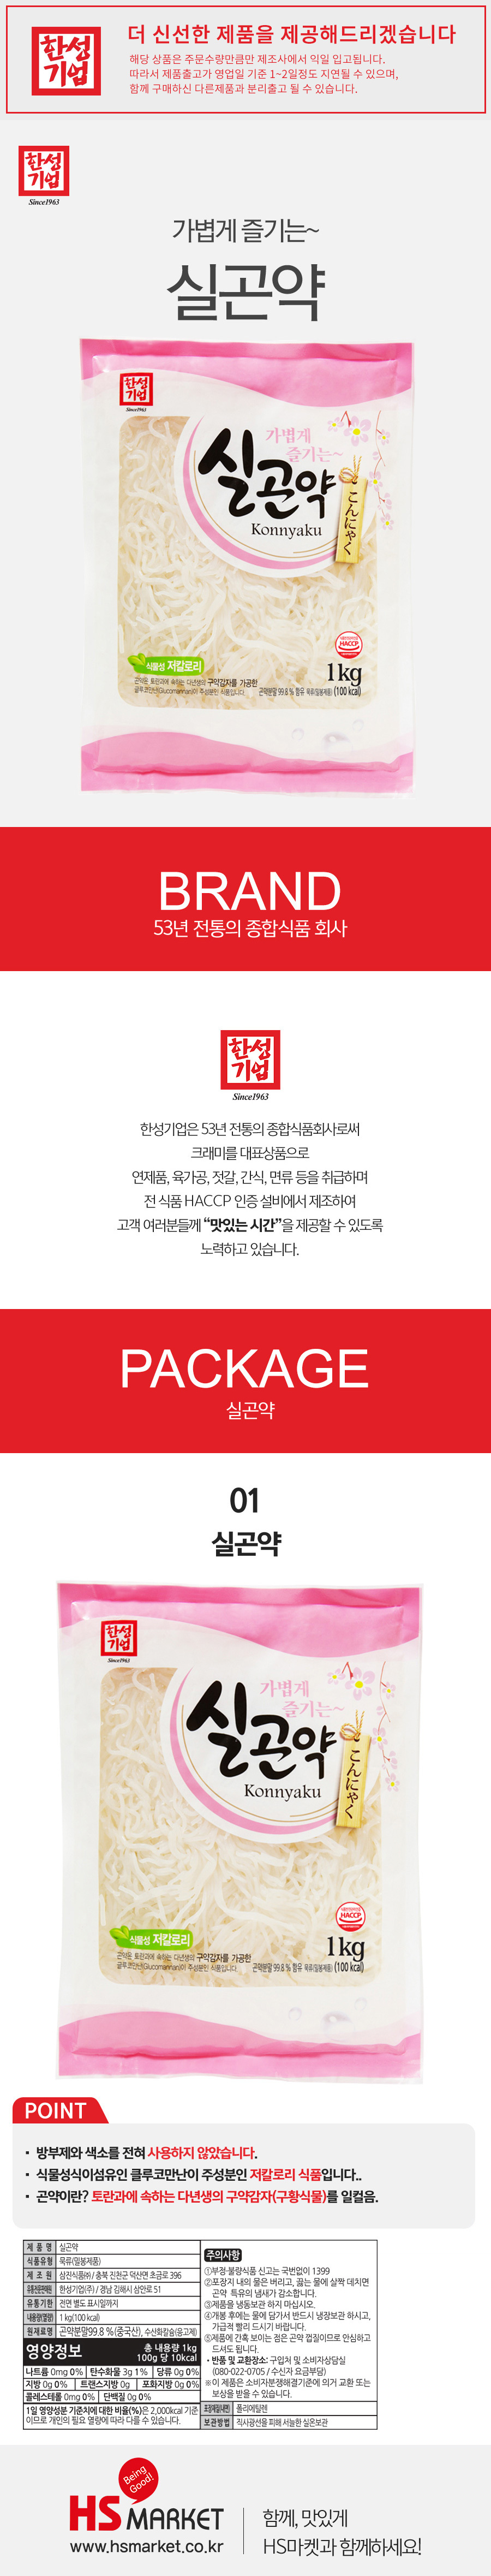 한성
기업
더 신선한 제품을 제공해드리겠습니다
해당 상품은 주문수량만큼만 제조사에서 익일 입고됩니다.
따라서 제품출고가 영업일 기준 1~2일정도 지연될 수 있으며,
함께 구매하신 다른제품과 분리출고 될 수 있습니다.
한성
기업
Since1963
가볍게 즐기는~
실곤약
한성
기업
Since1963
가볍게
즐기는~
실곤약
Konnyaku
こんにゃく
HACCP
식물성 저칼로리
1kg
곤약은 토란과에 속하는 다년생의 구약감자를 가공한
글루코만난(Glucomannan)이 주성분인 식품입니다.
곤약분말 99.8 % 함유 묵류(밀봉제품) (100 kcal)
BRAND
53년 전통의 종합식품 회사
한성
기업
Since1963
한성기업은 53년 전통의 종합식품회사로써
크래미를 대표상품으로
연제품, 육가공, 젓갈, 간식, 면류 등을 취급하며
전 식품 HACCP 인증 설비에서 제조하여
고객 여러분들께 “맛있는 시간”을 제공할 수 있도록
노력하고 있습니다.
PACKAGE
실곤약
01
실곤약
한성
기업
Since1963
가볍게
즐기는~
실곤약
Konnyaku
こんにゃく
HACCP
식물성 저칼로리
1kg
곤약은 토란과에 속하는 다년생의 구약감자를 가공한
글루코만난(Glucomannan)이 주성분인 식품입니다.
곤약분말 99.8 % 함유 묵류(밀봉제품) (100 kcal)
POINT
· 방부제와 색소를 전혀 사용하지 않았습니다.
· 식물성식이섬유인 글루코만난이 주성분인 저칼로리 식품입니다..
· 곤약이란? 토란과에 속하는 다년생의 구약감자(구황식물)를 일컬음.
제 품 명 실곤약
식품유형 묵류(밀봉제품)
제 조 원 삼진식품㈜ / 충북 진천군 덕산면 초금로 396
유통전문판매원 한성기업(주) / 경남 김해시 삼안로 51
유통기한 전면 별도 표시일까지
내용량(열량) 1 kg(100 kcal)
원재료명 곤약분말99.8 %(중국산), 수산화칼슘(응고제)
영양정보 총 내용량 1kg
100g 당 10kcal
나트륨 0mg 0% 탄수화물 3g 1% 당류 0g 0%
지방 0g 0% 트랜스지방 0g 포화지방 0g 0%
콜레스테롤 0mg 0% 단백질 0g 0%
1일 영양성분 기준치에 대한 비율(%)은 2,000kcal 기준
이므로 개인의 필요 열량에 따라 다를 수 있습니다.
주의사항
①부정·불량식품 신고는 국번없이 1399
②포장지 내의 물은 버리고, 끓는 물에 살짝 데치면
곤약 특유의 냄새가 감소합니다.
③제품을 냉동보관 하지 마십시오.
④개봉 후에는 물에 담가서 반드시 냉장보관 하시고,
가급적 빨리 드시기 바랍니다.
⑤제품에 간혹 보이는 점은 곤약 껍질이므로 안심하고
드셔도 됩니다.
· 반품 및 교환장소: 구입처 및 소비자상담실
(080-022-0705 / 수신자 요금부담)
※이 제품은 소비자분쟁해결기준에 의거 교환 또는
보상을 받을 수 있습니다.
포장재질(내면) 폴리에틸렌
보관방법 직사광선을 피해 서늘한 실온보관
Being
Good!
HS MARKET
www.hsmarket.co.kr
함께, 맛있게
HS마켓과 함께하세요!